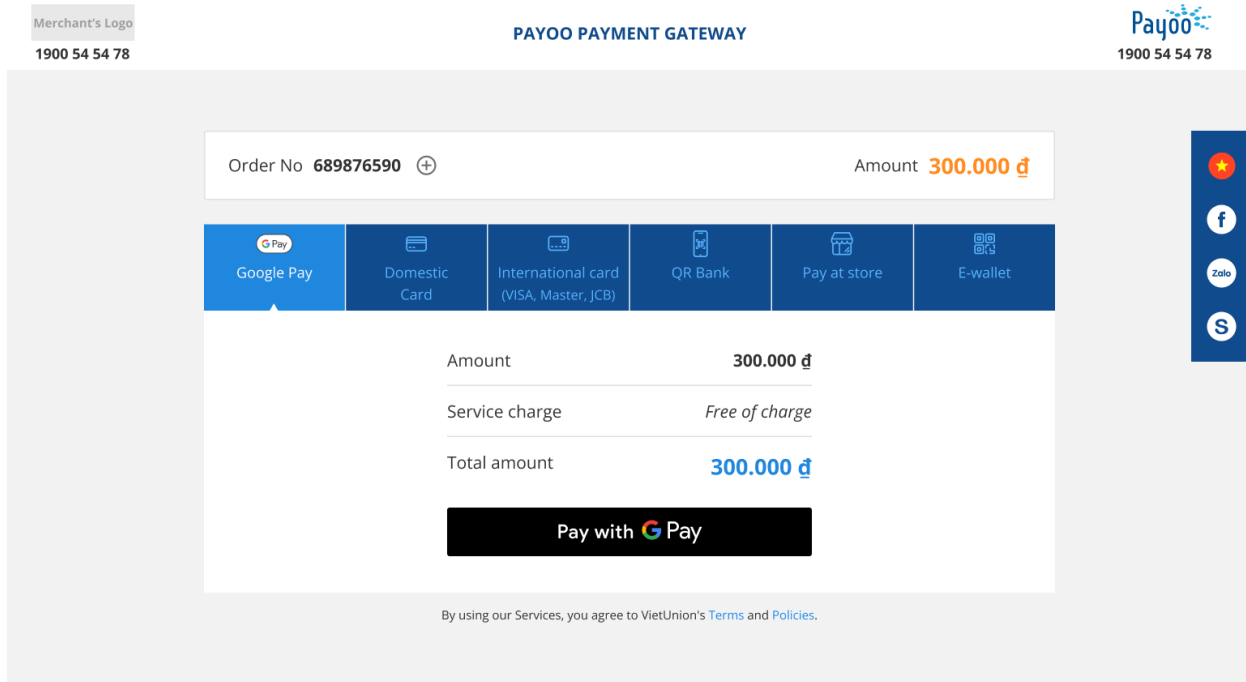 Merchant's Logo
1900 54 54 78
PAYOO PAYMENT GATEWAY
Payoo
1900 54 54 78
Order No 689876590
Amount 300.000 ₫
G Pay
Google Pay
Domestic
Card
International card
(VISA, Master, JCB)
QR Bank
Pay at store
E-wallet
f
Zalo
S
Amount 300.000 ₫
Service charge Free of charge
Total amount 300.000 ₫
Pay with G Pay
By using our Services, you agree to VietUnion's Terms and Policies.